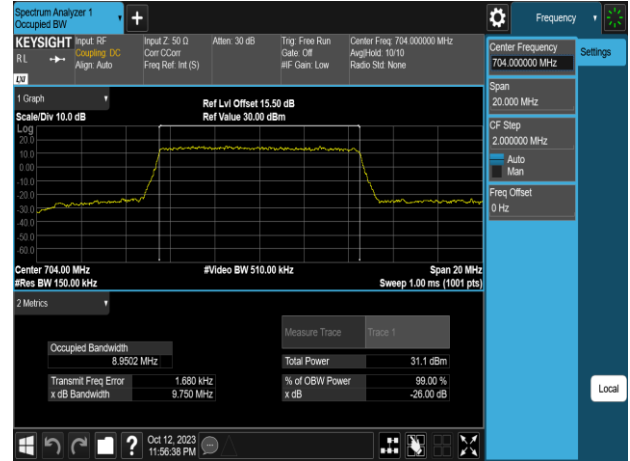 Spectrum Analyzer 1
Occupied BW
+
Frequency
KEYSIGHT
Input: RF
Input Z: 50 Ω
Atten: 30 dB
Trig: Free Run
Center Freq: 704.000000 MHz
RL
Coupling: DC
Corr CCorr
Gate: Off
Avg|Hold: 10/10
Align: Auto
Freq Ref: Int (S)
#IF Gain: Low
Radio Std: None
LXI
Center Frequency
704.000000 MHz
Settings
Span
20.000 MHz
CF Step
2.000000 MHz
Auto
Man
Freq Offset
0 Hz
Local
1 Graph
Ref Lvl Offset 15.50 dB
Scale/Div 10.0 dB
Ref Value 30.00 dBm
Log
20.0
10.0
0.00
-10.0
-20.0
-30.0
-40.0
-50.0
-60.0
Center 704.00 MHz
#Video BW 510.00 kHz
Span 20 MHz
#Res BW 150.00 kHz
Sweep 1.00 ms (1001 pts)
2 Metrics
Measure Trace
Trace 1
Occupied Bandwidth
8.9502 MHz
Total Power
31.1 dBm
Transmit Freq Error
1.680 kHz
% of OBW Power
99.00 %
x dB Bandwidth
9.750 MHz
x dB
-26.00 dB
?
Oct 12, 2023
11:56:38 PM